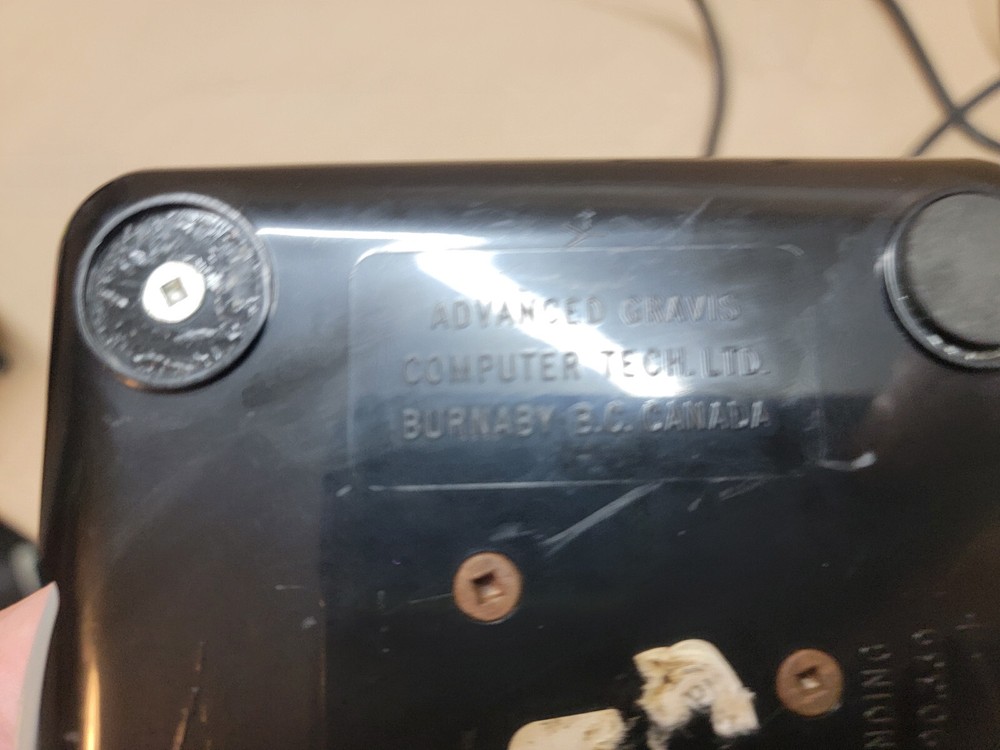 ADVANCED GRAVIS
COMPUTER TECH. LTD.
BURNABY B.C. CANADA